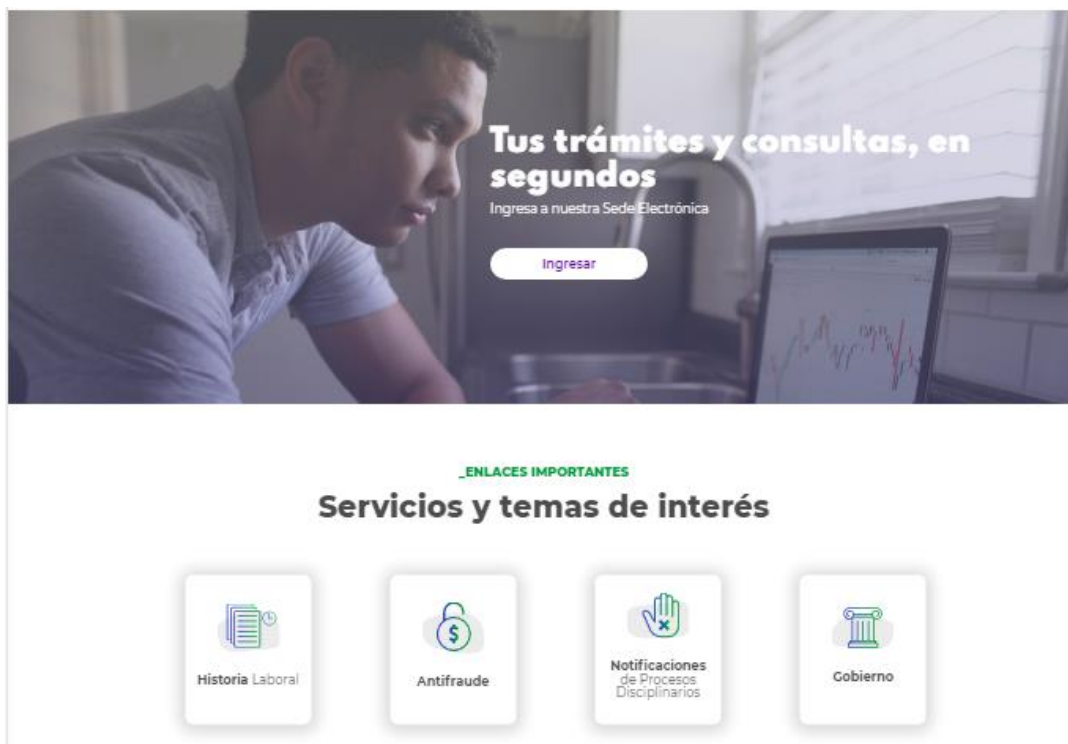 Tus trámites y consultas, en
segundos
Ingresa a nuestra Sede Electrónica
Ingresar
_ENLACES IMPORTANTES
Servicios y temas de interés
Historia Laboral
Antifraude
Notificaciones
de Procesos
Disciplinarios
Gobierno